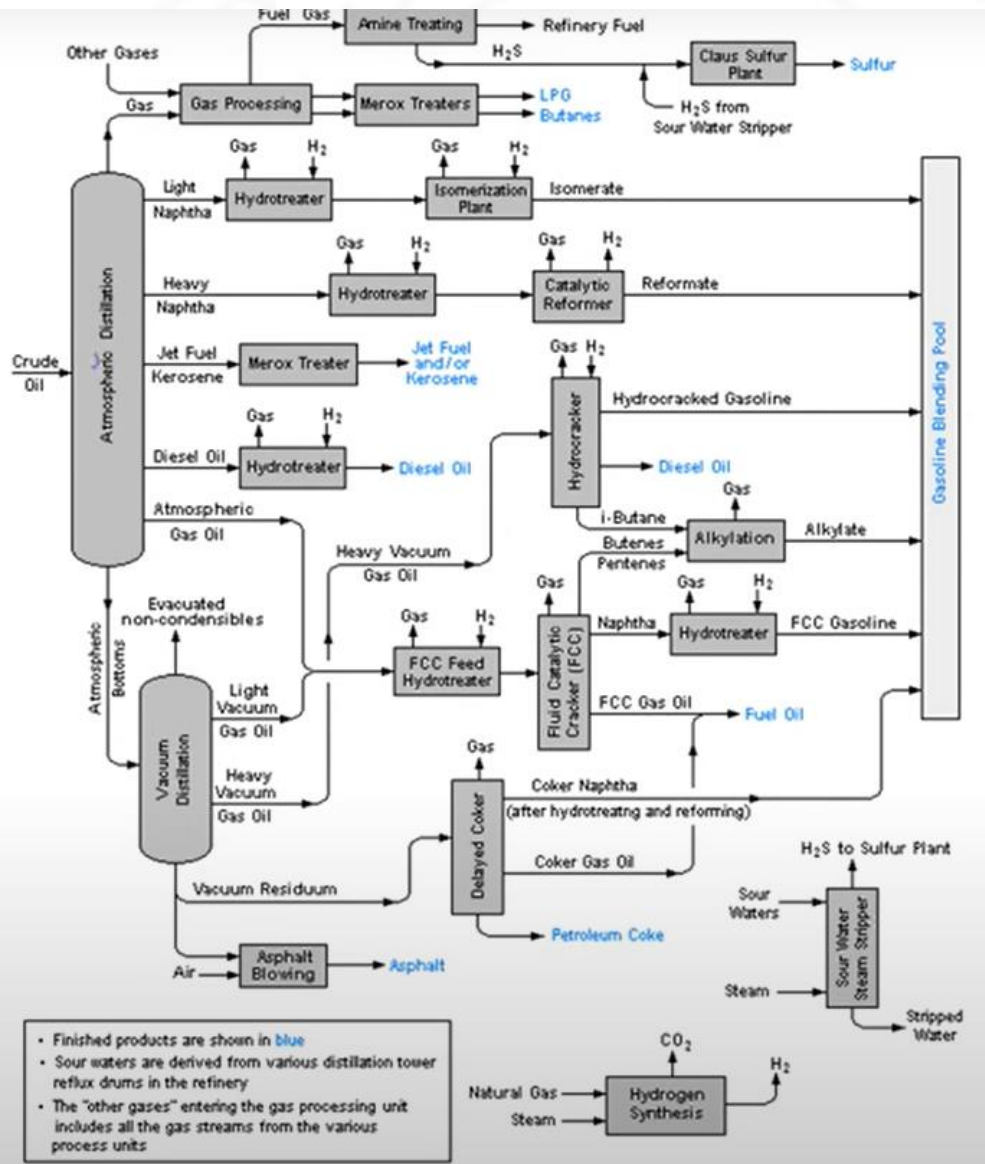 Fuel Gas
Amine Treating
Refinery Fuel
Other Gases
H₂S
Claus Sulfur
Plant
Sulfur
Gas
Gas Processing
Merox Treaters
LPG
Butanes
H₂S from
Sour Water Stripper
Gas
H₂
Gas
H₂
Light
Naphtha
Hydrotreater
Isomerization
Plant
Isomerate
Gas
H₂
Gas
H₂
Heavy
Naphtha
Hydrotreater
Catalytic
Reformer
Reformate
Crude
Oil
Atmospheric Distillation
Jet Fuel
Kerosene
Merox Treater
Jet Fuel
and/or
Kerosene
Gas
H₂
Hydrocracker
Hydrocracked Gasoline
Gasoline Blending Pool
Gas
H₂
Diesel Oil
Hydrotreater
Diesel Oil
Diesel Oil
Atmospheric
Gas Oil
i-Butane
Butenes
Pentenes
Gas
Alkylation
Alkylate
Heavy Vacuum
Gas Oil
Evacuated
non-condensibles
Atmospheric
Bottoms
Gas
H₂
FCC Feed
Hydrotreater
Gas
Fluid Catalytic
Cracker (FCC)
Naphtha
Gas
H₂
Hydrotreater
FCC Gasoline
Light
Vacuum
Gas Oil
FCC Gas Oil
Fuel Oil
Vacuum
Distillation
Heavy
Vacuum
Gas Oil
Gas
Delayed Coker
Coker Naphtha
(after hydrotreatng and reforming)
Coker Gas Oil
Vacuum Residuum
Petroleum Coke
H₂S to Sulfur Plant
Sour
Waters
Sour Water
Steam Stripper
Steam
Stripped
Water
Air
Asphalt
Blowing
Asphalt
• Finished products are shown in blue
• Sour waters are derived from various distillation tower
reflux drums in the refinery
• The "other gases" entering the gas processing unit
includes all the gas streams from the various
process units
CO₂
H₂
Natural Gas
Steam
Hydrogen
Synthesis